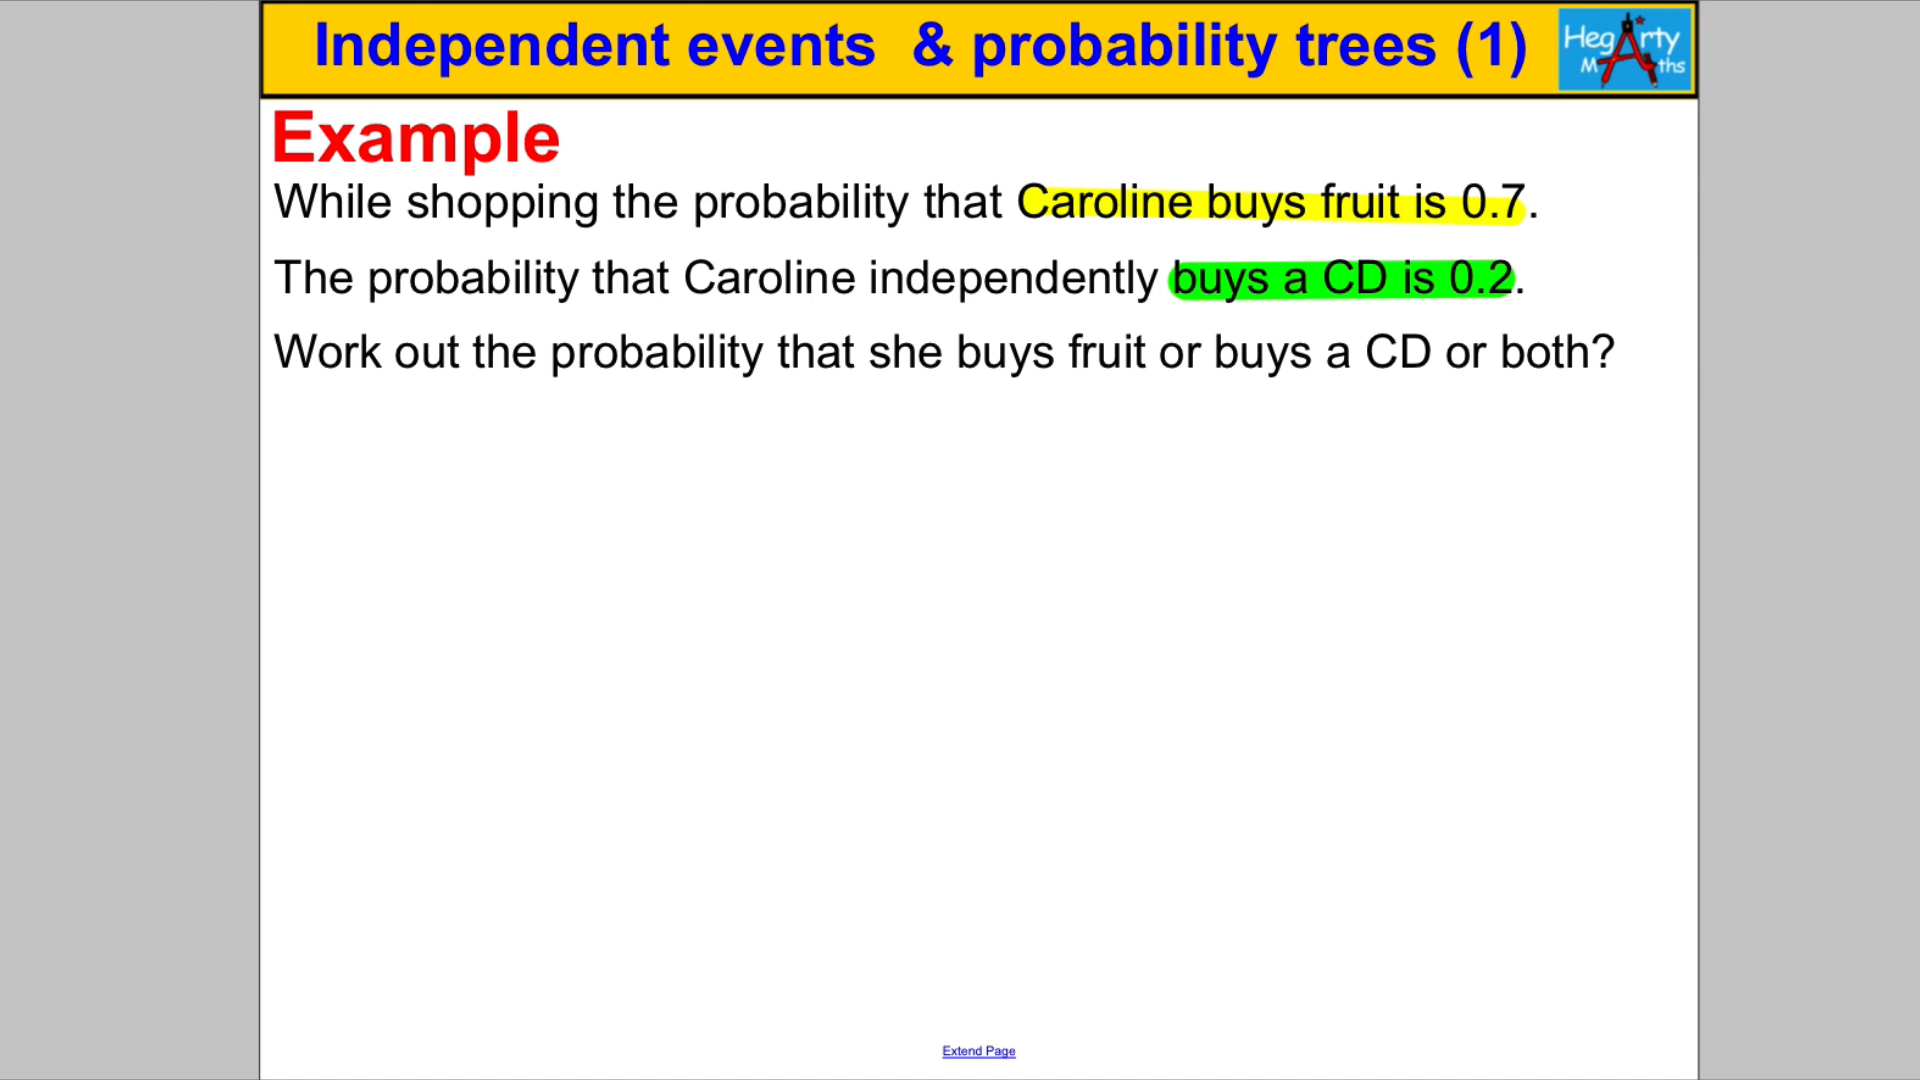 Independent events & probability trees (1)
HegArty
Maths
Example
While shopping the probability that Caroline buys fruit is 0.7.
The probability that Caroline independently buys a CD is 0.2.
Work out the probability that she buys fruit or buys a CD or both?
Extend Page